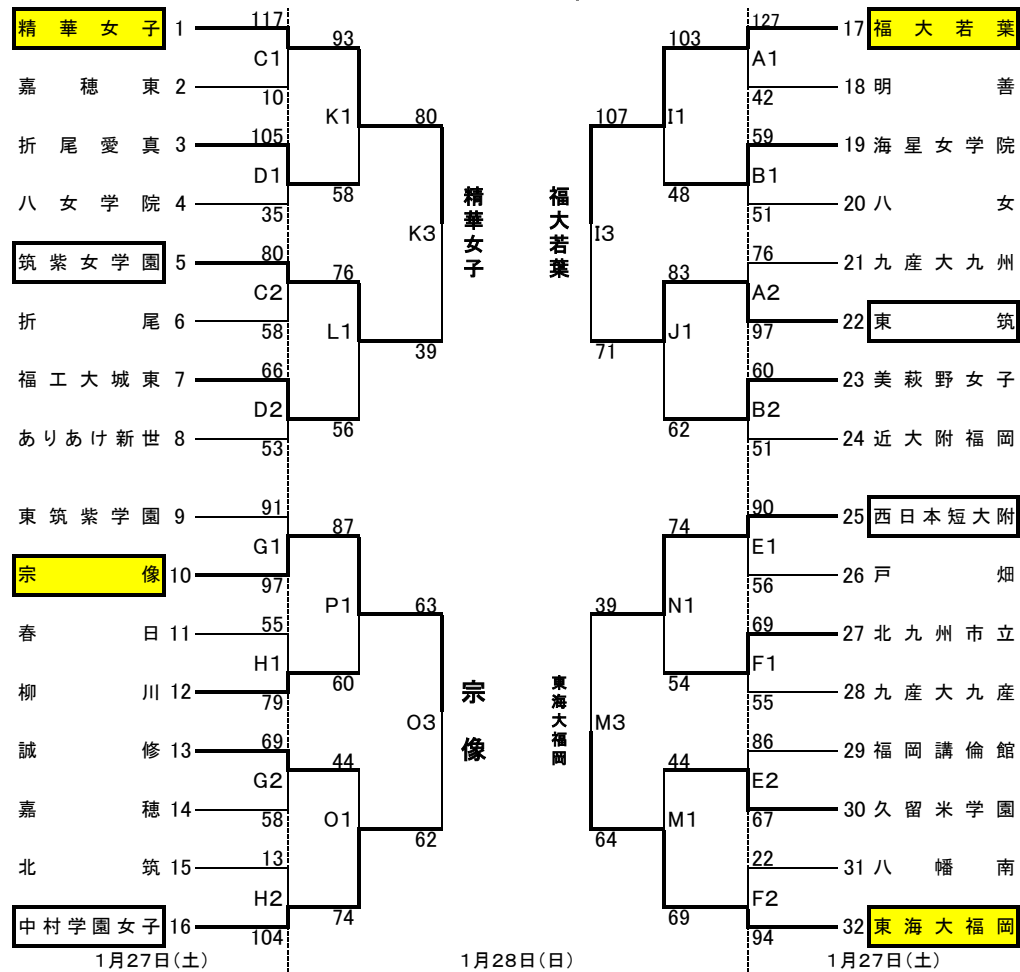 117 127
精華女子 1 93 103 17 福大若葉
C1 A1
嘉穂東 2 18 明善
10 K1 80 107 I1 42
105 59
折尾愛真 3 19 海星女学院
D1 B1
58 48
八女学院 4 20 八女
35 51
精華女子
福大若葉
K3 I3
80 76
筑紫女学園 5 76 83 21 九産大九州
C2 A2
折尾 6 22 東筑
58 L1 39 71 J1 97
66 60
福工大城東 7 23 美萩野女子
D2 B2
56 62
ありあけ新世 8 24 近大附福岡
53 51
91 90
東筑紫学園 9 87 74 25 西日本短大附
G1 E1
宗像 10 26 戸畑
97 P1 63 39 N1 56
55 69
春日 11 27 北九州市立
H1 F1
60 54
柳川 12 28 九産大九産
79 55
宗像
東海大福岡
O3 M3
69 86
誠修 13 44 44 29 福岡講倫館
G2 E2
嘉穂 14 30 久留米学園
58 O1 62 64 M1 67
13 22
北筑 15 31 八幡南
H2 F2
74 69
中村学園女子 16 32 東海大福岡
104 94
1月27日(土) 1月28日(日) 1月27日(土)